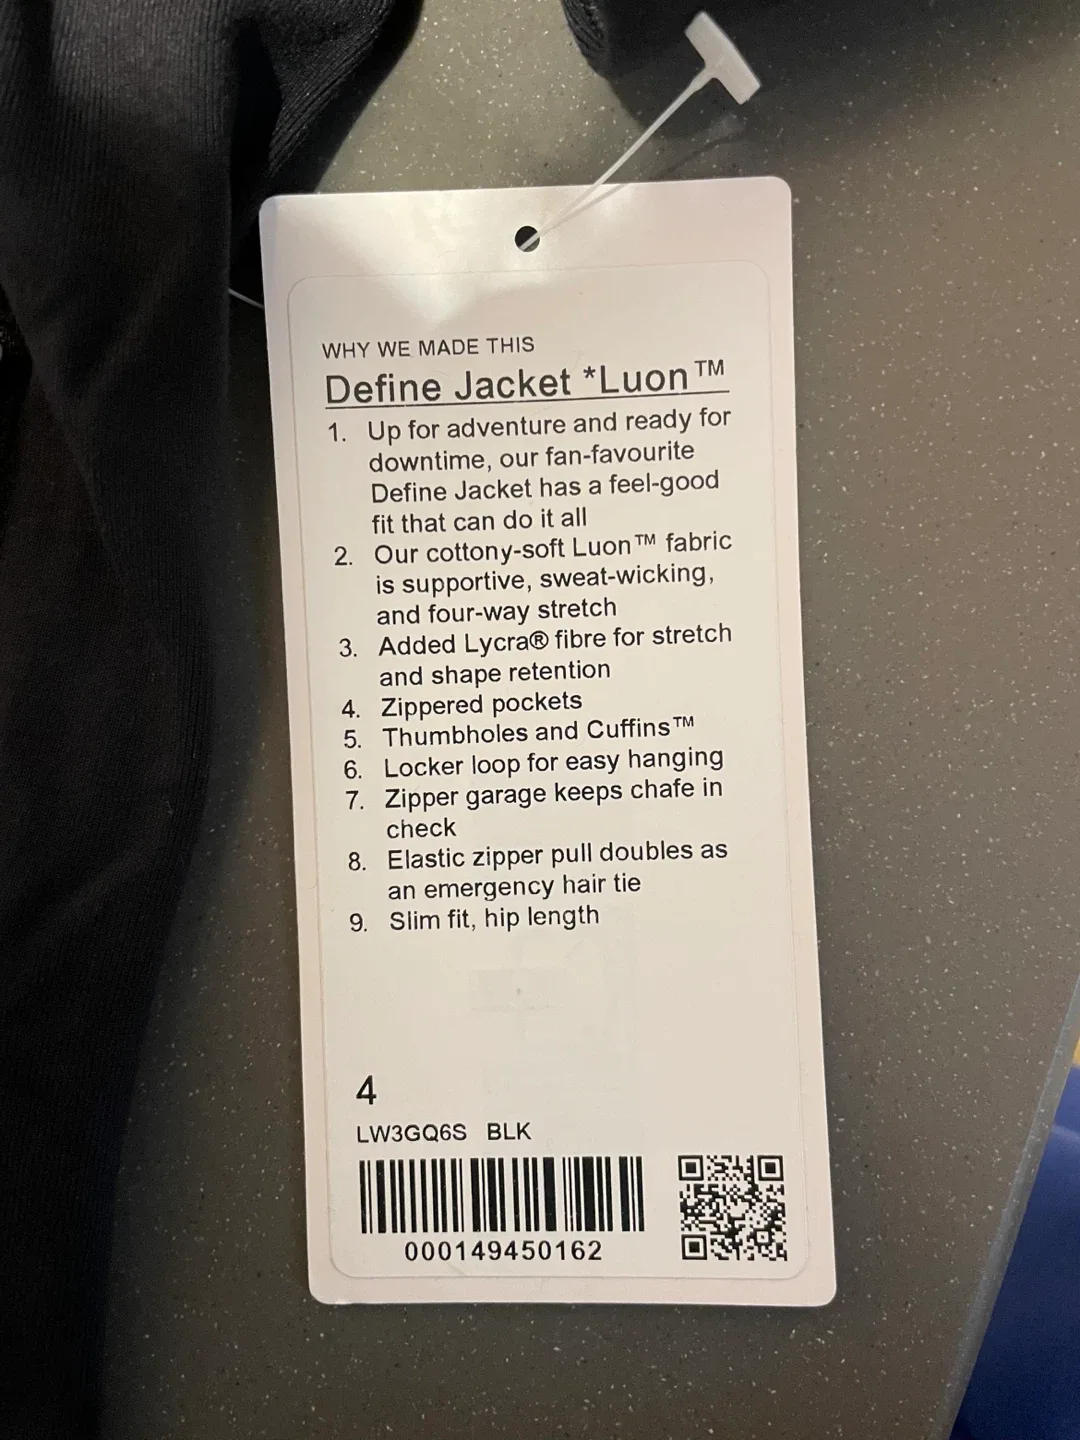 WHY WE MADE THIS
Define Jacket *Luon™
1. Up for adventure and ready for
downtime, our fan-favourite
Define Jacket has a feel-good
fit that can do it all
2. Our cottony-soft Luon™ fabric
is supportive, sweat-wicking,
and four-way stretch
3. Added Lycra® fibre for stretch
and shape retention
4. Zippered pockets
5. Thumbholes and Cuffins™
6. Locker loop for easy hanging
7. Zipper garage keeps chafe in
check
8. Elastic zipper pull doubles as
an emergency hair tie
9. Slim fit, hip length
4
LW3GQ6S BLK
000149450162